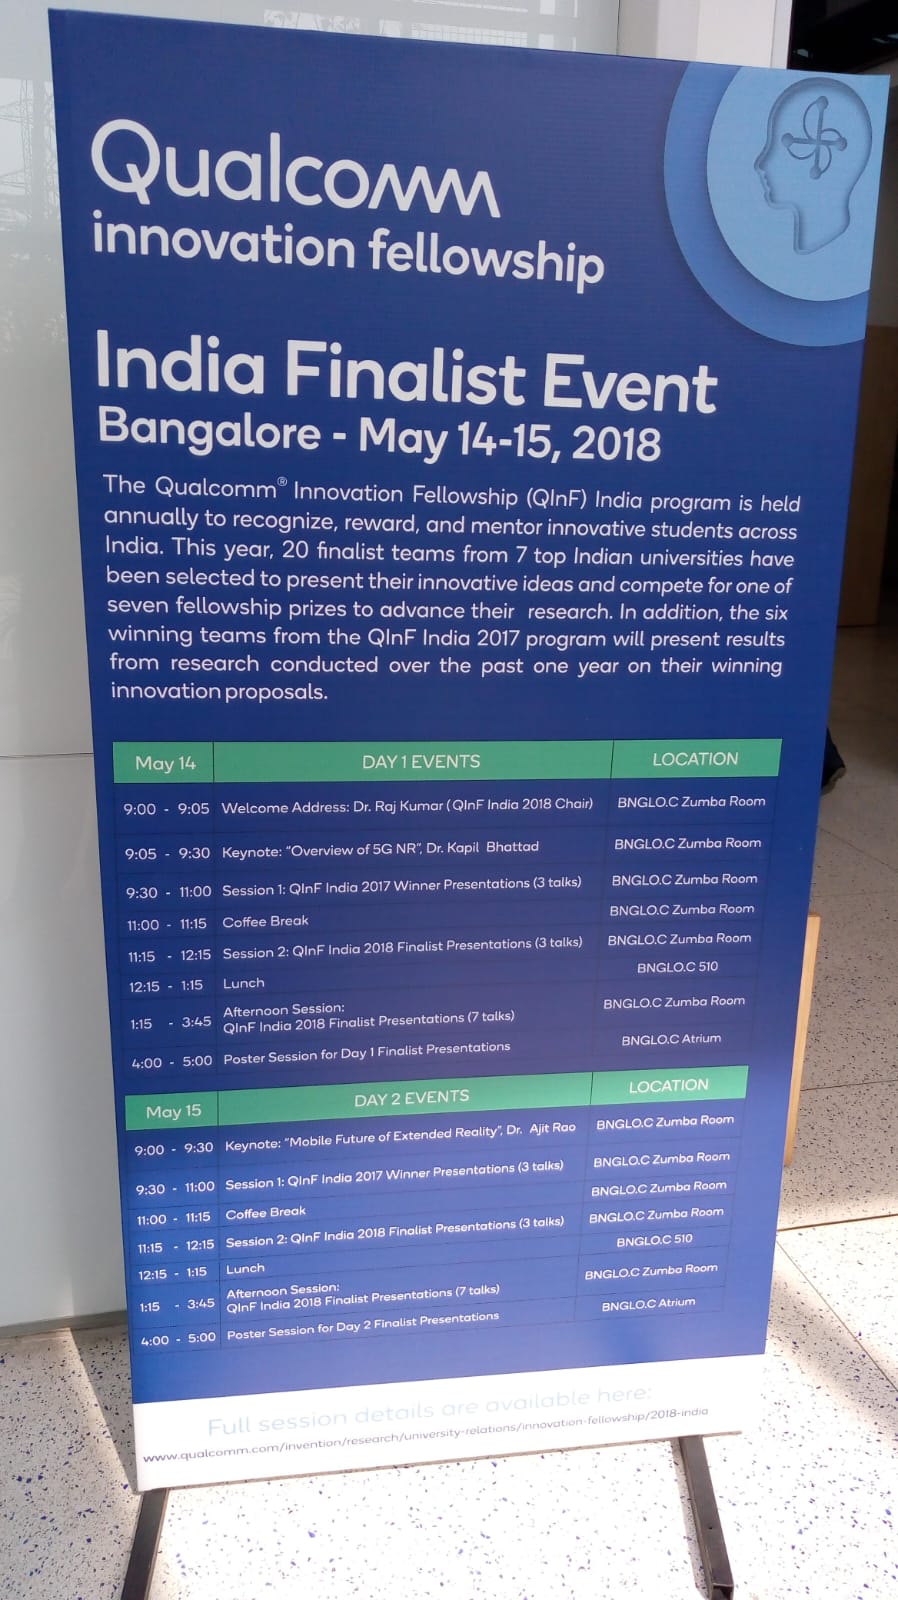 Qualcomm
innovation fellowship
India Finalist Event
Bangalore - May 14-15, 2018
The Qualcomm® Innovation Fellowship (QInF) India program is held
annually to recognize, reward, and mentor innovative students across
India. This year, 20 finalist teams from 7 top Indian universities have
been selected to present their innovative ideas and compete for one of
seven fellowship prizes to advance their research. In addition, the six
winning teams from the QInF India 2017 program will present results
from research conducted over the past one year on their winning
innovation proposals.
May 14 DAY 1 EVENTS LOCATION
9:00 - 9:05 Welcome Address: Dr. Raj Kumar (QInF India 2018 Chair) BNGLO.C Zumba Room
9:05 - 9:30 Keynote: "Overview of 5G NR", Dr. Kapil Bhattad BNGLO.C Zumba Room
9:30 - 11:00 Session 1: QInF India 2017 Winner Presentations (3 talks) BNGLO.C Zumba Room
11:00 - 11:15 Coffee Break BNGLO.C Zumba Room
11:15 - 12:15 Session 2: QInF India 2018 Finalist Presentations (3 talks) BNGLO.C Zumba Room
12:15 - 1:15 Lunch BNGLO.C 510
1:15 - 3:45 Afternoon Session:
QInF India 2018 Finalist Presentations (7 talks) BNGLO.C Zumba Room
4:00 - 5:00 Poster Session for Day 1 Finalist Presentations BNGLO.C Atrium
May 15 DAY 2 EVENTS LOCATION
9:00 - 9:30 Keynote: "Mobile Future of Extended Reality", Dr. Ajit Rao BNGLO.C Zumba Room
9:30 - 11:00 Session 1: QInF India 2017 Winner Presentations (3 talks) BNGLO.C Zumba Room
11:00 - 11:15 Coffee Break BNGLO.C Zumba Room
11:15 - 12:15 Session 2: QInF India 2018 Finalist Presentations (3 talks) BNGLO.C Zumba Room
12:15 - 1:15 Lunch BNGLO.C 510
1:15 - 3:45 Afternoon Session:
QInF India 2018 Finalist Presentations (7 talks) BNGLO.C Zumba Room
4:00 - 5:00 Poster Session for Day 2 Finalist Presentations BNGLO.C Atrium
Full session details are available here:
www.qualcomm.com/invention/research/university-relations/innovation-fellowship/2018-india